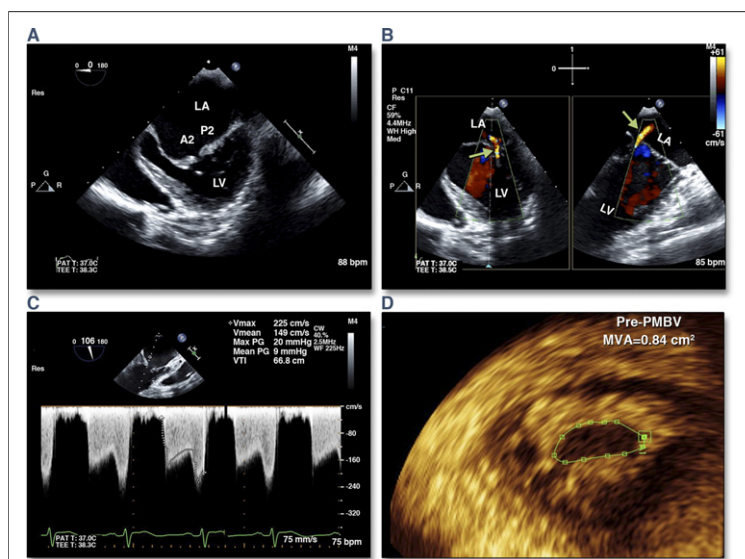 A
0
0
180
M4
Res
LA
P2
A2
LV
G
P
R
PAT T: 37.0C
TEE T: 38.3C
88 bpm
B
1
0
M4
+61
P C11
Res
CF
59%
4.4MHz
WH High
Med
LA
LV
LA
LV
-61
cm/s
G
P
R
PAT T: 37.0C
TEE T: 38.5C
85 bpm
C
106
180
Res
+Vmax 225 cm/s
Vmean 149 cm/s
Max PG 20 mmHg
Mean PG 9 mmHg
VTI 66.8 cm
CW
40.%
2.5MHz
WF 225Hz
M4
cm/s
-80
-160
-240
-320
PAT T: 37.0C
TEE T: 38.3C
75 mm/s
75 bpm
D
Pre-PMBV
MVA=0.84 cm²